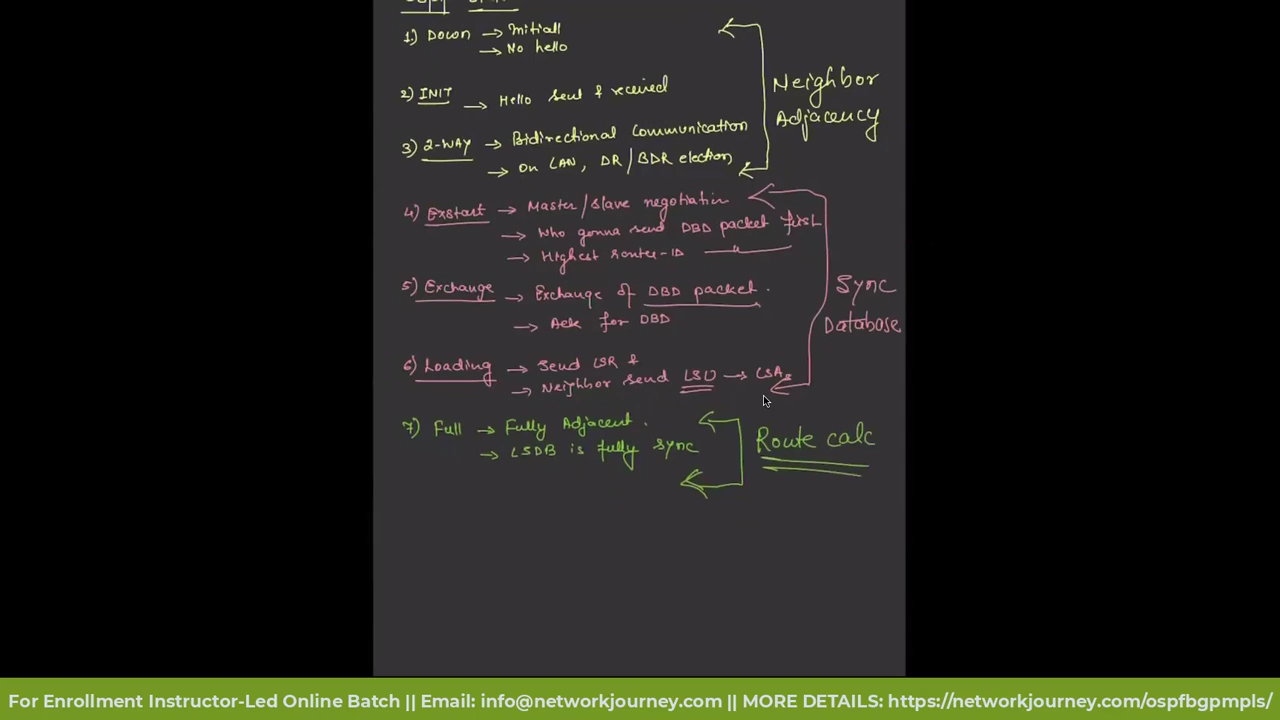 1.) Down → Initiall
→ No hello
Neighbor
Adjacency
2) INIT → Hello sent & received
3) 2-WAY → Bidirectional communication
→ On LAN, DR/BDR election
4) Exstart → Master/slave negotiation
→ Who gonna send DBD packet first
→ Highest router-ID — " —
Sync
Database
5) Exchange → Exchange of DBD packet.
→ Ack for DBD
6) Loading → Send LSR &
→ Neighbor send LSU → LSAs
7) Full → Fully Adjacent.
→ LSDB is fully sync
Route calc
For Enrollment Instructor-Led Online Batch || Email: info@networkjourney.com || MORE DETAILS: https://networkjourney.com/ospfbgpmpls/